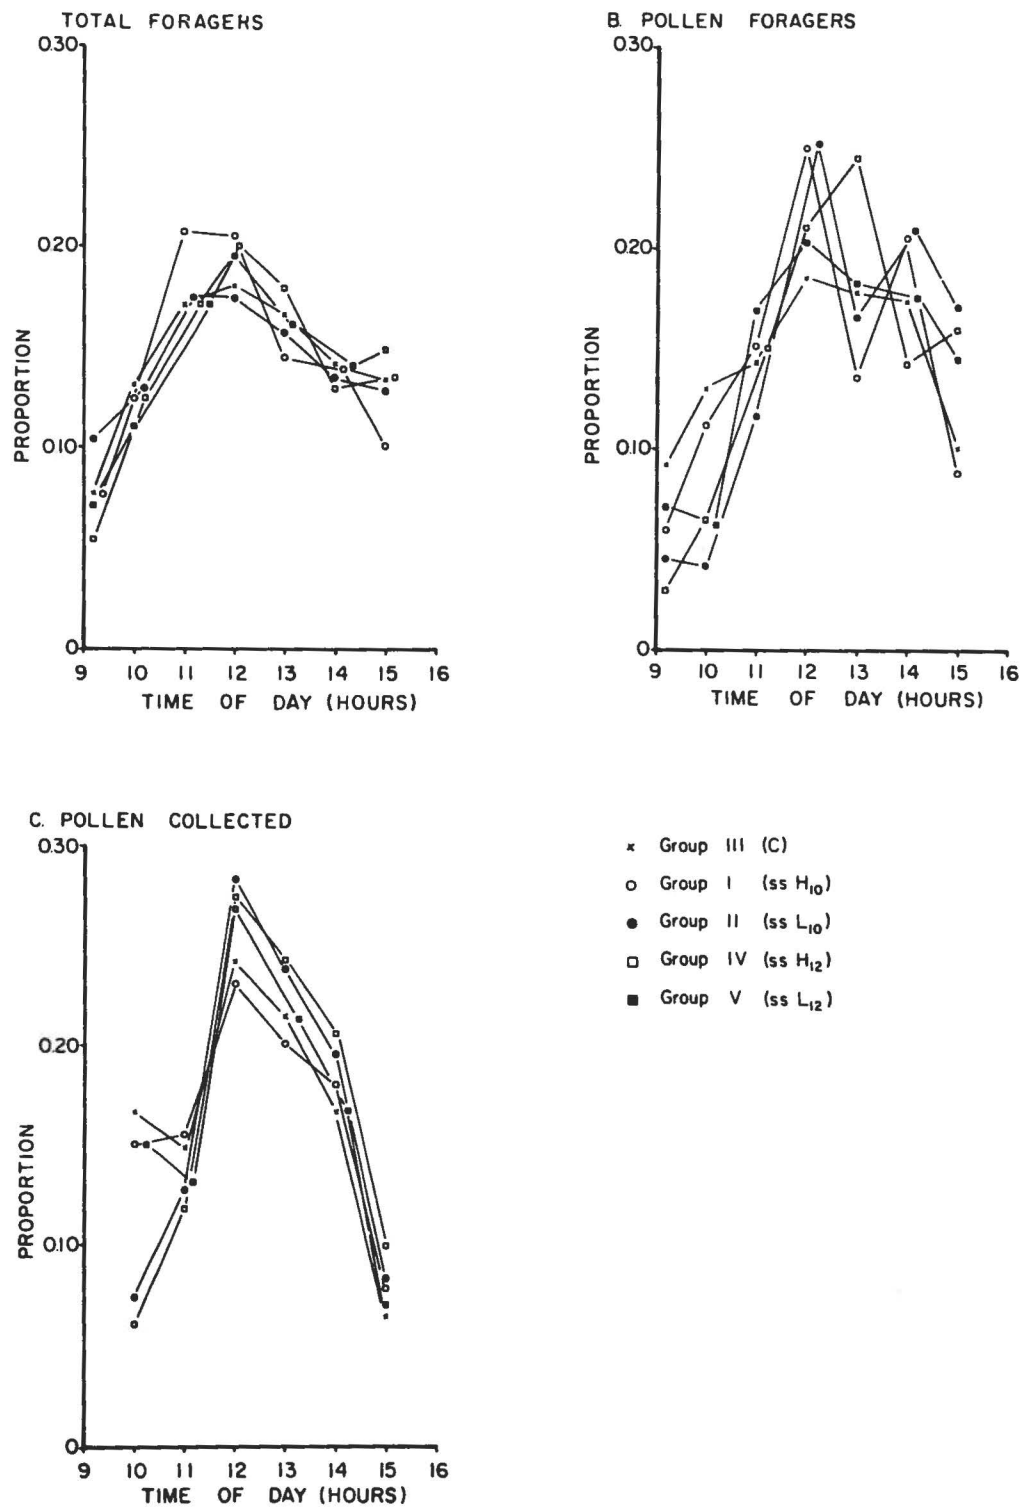 TOTAL FORAGERS
0.30
0.20
0.10
0
PROPORTION
9 10 11 12 13 14 15 16
TIME OF DAY (HOURS)
B. POLLEN FORAGERS
0.30
0.20
0.10
0
PROPORTION
9 10 11 12 13 14 15 16
TIME OF DAY (HOURS)
C. POLLEN COLLECTED
0.30
0.20
0.10
0
PROPORTION
9 10 11 12 13 14 15 16
TIME OF DAY (HOURS)
Group III (C)
Group I (ss H10)
Group II (ss L10)
Group IV (ss H12)
Group V (ss L12)